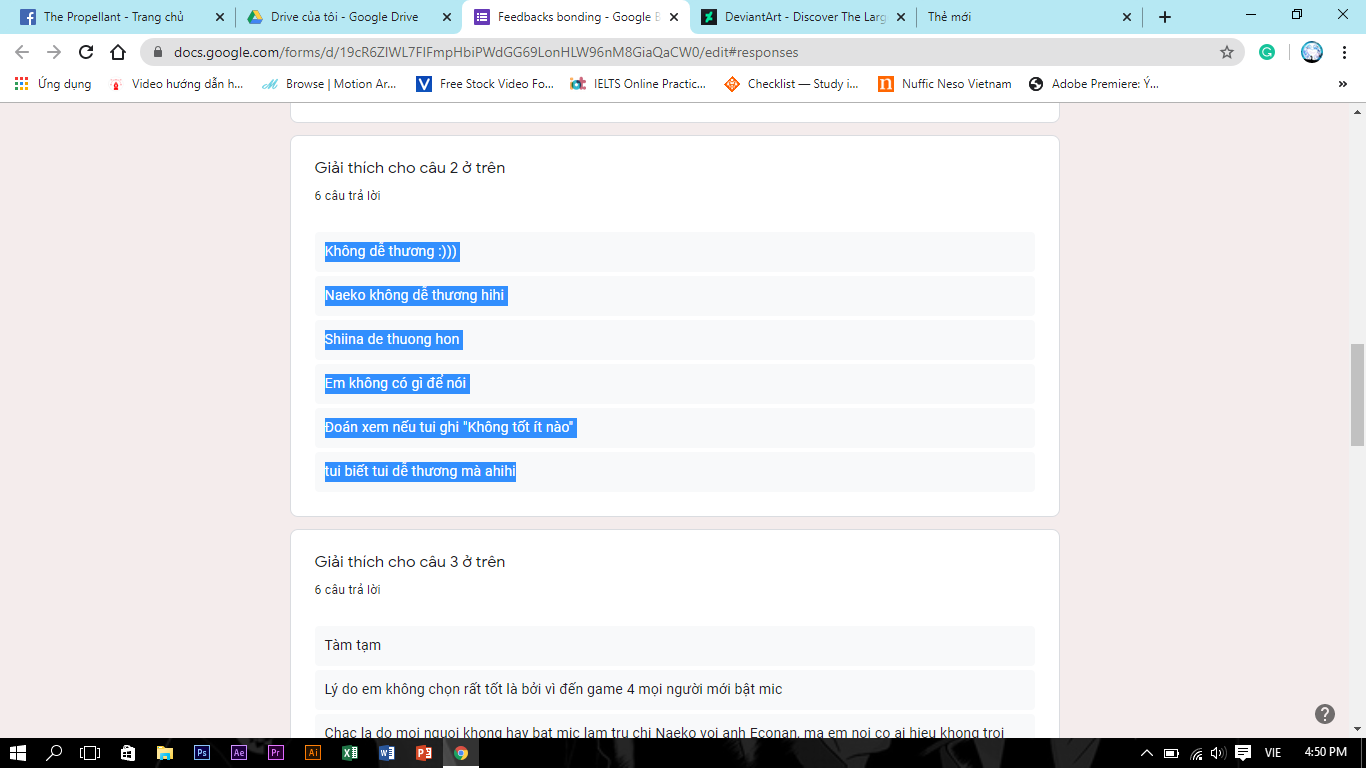 The Propellant - Trang chủ
Drive của tôi - Google Drive
Feedbacks bonding - Google B
DeviantArt - Discover The Larg
Thẻ mới
docs.google.com/forms/d/19cR6ZIWL7FIFmpHbiPWdGG69LonHLW96nM8GiaQaCW0/edit#responses
Ứng dụng
Video hướng dẫn h...
Browse | Motion Ar...
Free Stock Video Fo...
IELTS Online Practic...
Checklist — Study i...
Nuffic Neso Vietnam
Adobe Premiere: Ý...
Giải thích cho câu 2 ở trên
6 câu trả lời
Không dễ thương :)))
Naeko không dễ thương hihi
Shiina de thuong hon
Em không có gì để nói
Đoán xem nếu tui ghi "Không tốt ít nào"
tui biết tui dễ thương mà ahihi
Giải thích cho câu 3 ở trên
6 câu trả lời
Tàm tạm
Lý do em không chọn rất tốt là bởi vì đến game 4 mọi người mới bật mic
Chac la do moi nguoi khong hay bat mic lam tru chi Naeko voi anh Econan, ma em noi co ai hieu khong troi
Ps
Ae
Pr
Ai
VIE
4:50 PM